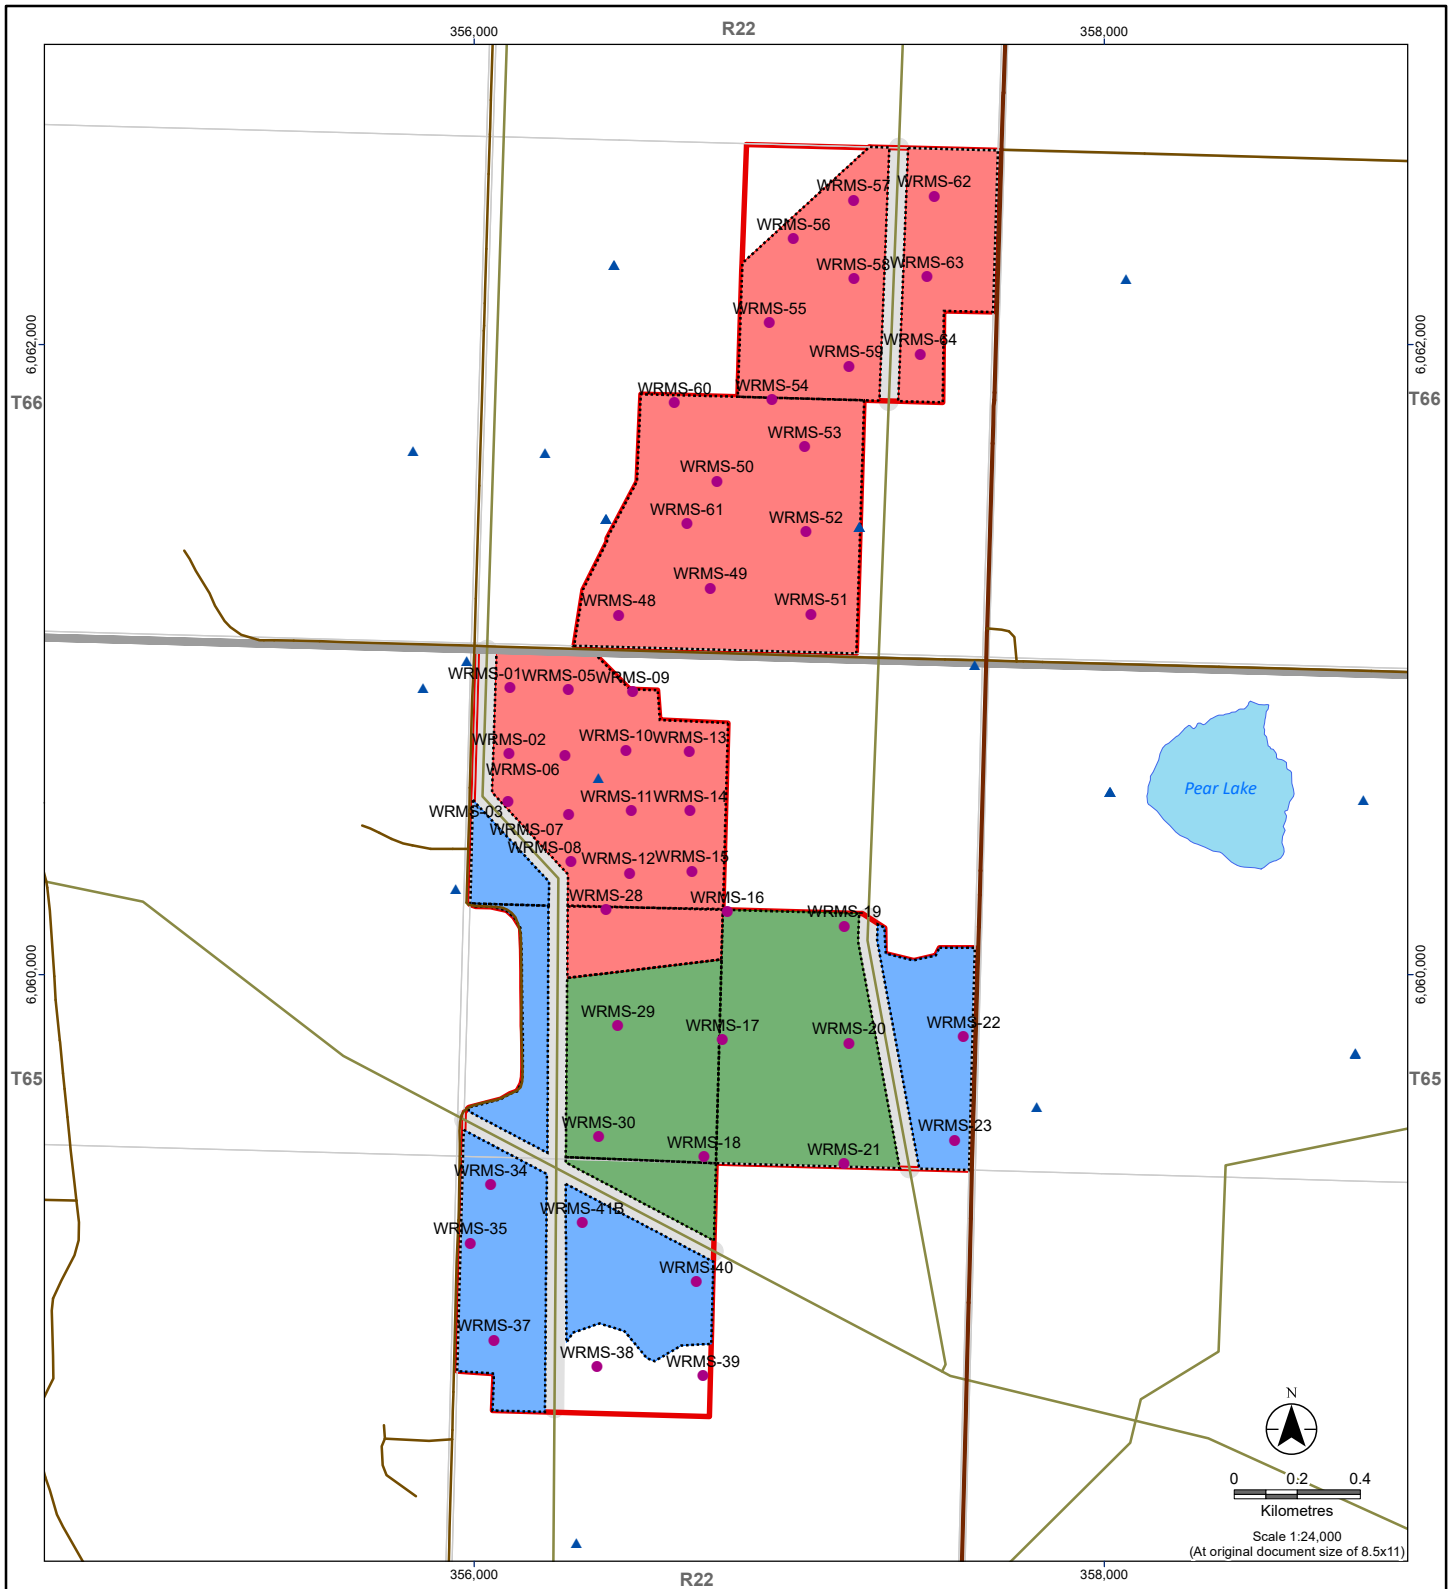 R22
356,000
358,000
WRMS-57
WRMS-62
WRMS-56
WRMS-58
WRMS-63
WRMS-55
6,062,000
6,062,000
WRMS-64
WRMS-59
WRMS-60
WRMS-54
T66
T66
WRMS-53
WRMS-50
WRMS-61
WRMS-52
WRMS-49
WRMS-48
WRMS-51
WRMS-01
WRMS-05
WRMS-09
WRMS-02
WRMS-10
WRMS-13
WRMS-06
Pear Lake
WRMS-03
WRMS-11
WRMS-14
WRMS-07
WRMS-08
WRMS-12
WRMS-15
WRMS-28
WRMS-16
WRMS-19
6,060,000
6,060,000
WRMS-29
WRMS-17
WRMS-20
WRMS-22
T65
T65
WRMS-30
WRMS-18
WRMS-21
WRMS-23
WRMS-34
WRMS-41B
WRMS-35
WRMS-40
WRMS-37
WRMS-38
WRMS-39
N
0 0.2 0.4
Kilometres
Scale 1:24,000
(At original document size of 8.5x11)
356,000
R22
358,000